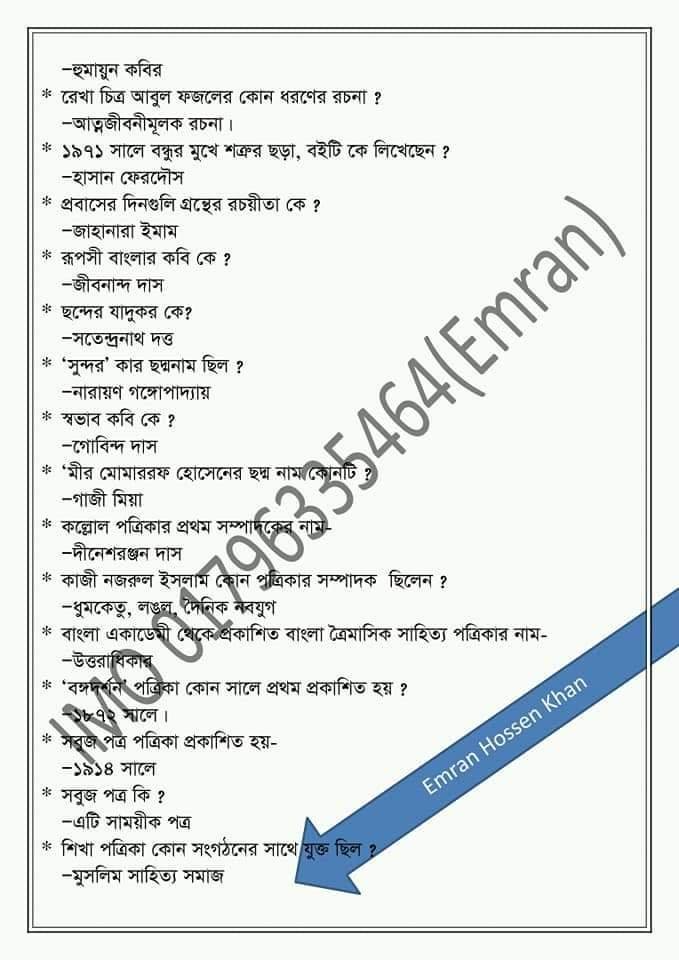 –হুমায়ুন কবির
* রেখা চিত্র আবুল ফজলের কোন ধরণের রচনা ?
–আত্নজীবনীমূলক রচনা।
* ১৯৭১ সালে বন্ধুর মুখে শত্রুর ছড়া, বইটি কে লিখেছেন ?
–হাসান ফেরদৌস
* প্রবাসের দিনগুলি গ্রন্থের রচয়ীতা কে ?
–জাহানারা ইমাম
* রূপসী বাংলার কবি কে ?
–জীবনান্দ দাস
* ছন্দের যাদুকর কে?
–সতেন্দ্রনাথ দত্ত
* ‘সুন্দর’ কার ছদ্মনাম ছিল ?
–নারায়ণ গঙ্গোপাদ্যায়
* স্বভাব কবি কে ?
–গোবিন্দ দাস
* ‘মীর মোমাররফ হোসেনের ছদ্ম নাম কোনটি ?
–গাজী মিয়া
* কল্লোল পত্রিকার প্রথম সম্পাদকের নাম-
–দীনেশরঞ্জন দাস
* কাজী নজরুল ইসলাম কোন পত্রিকার সম্পাদক ছিলেন ?
–ধুমকেতু, লঙল, দৈনিক নবযুগ
* বাংলা একাডেমী থেকে প্রকাশিত বাংলা ত্রৈমাসিক সাহিত্য পত্রিকার নাম-
–উত্তরাধিকার
* ‘বঙ্গদর্শন’ পত্রিকা কোন সালে প্রথম প্রকাশিত হয় ?
–১৮৭২ সালে।
* সবুজ পত্র পত্রিকা প্রকাশিত হয়-
–১৯১৪ সালে
* সবুজ পত্র কি ?
–এটি সাময়ীক পত্র
* শিখা পত্রিকা কোন সংগঠনের সাথে যুক্ত ছিল ?
–মুসলিম সাহিত্য সমাজ
IMO 01796335464(Emran)
Emran Hossen Khan